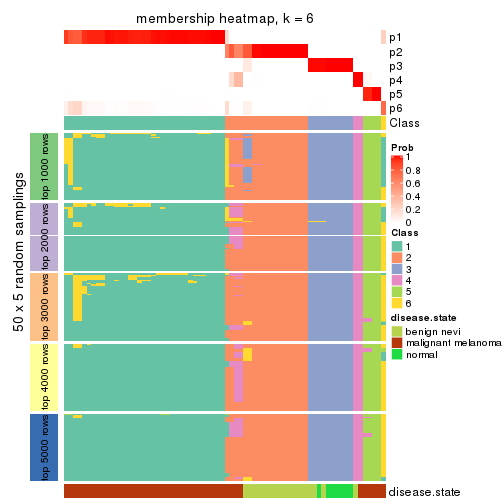 membership heatmap, k = 6
p1
p2
p3
p4
p5
p6
Class
50 x 5 random samplings
top 1000 rows
top 2000 rows
top 3000 rows
top 4000 rows
top 5000 rows
disease.state
Prob
1
0.8
0.6
0.4
0.2
0
Class
1
2
3
4
5
6
disease.state
benign nevi
malignant melanoma
normal